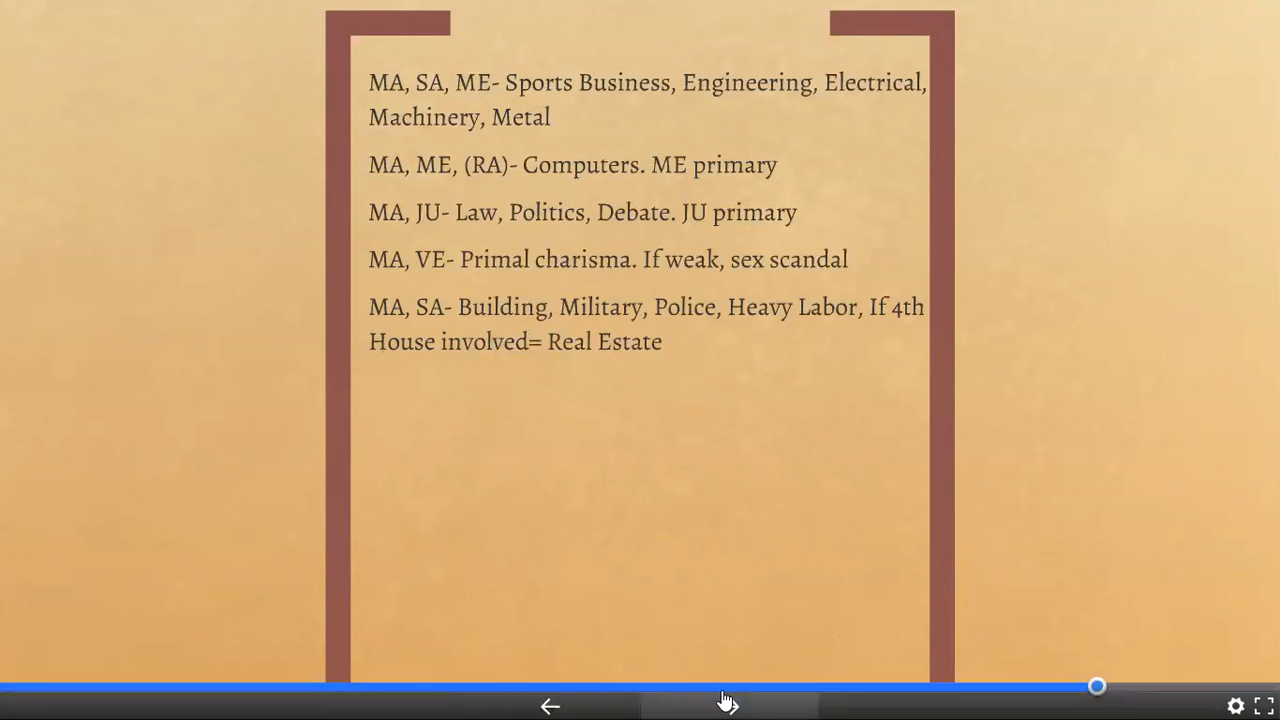 MA, SA, ME- Sports Business, Engineering, Electrical,
Machinery, Metal
MA, ME, (RA)- Computers. ME primary
MA, JU- Law, Politics, Debate. JU primary
MA, VE- Primal charisma. If weak, sex scandal
MA, SA- Building, Military, Police, Heavy Labor, If 4th
House involved= Real Estate